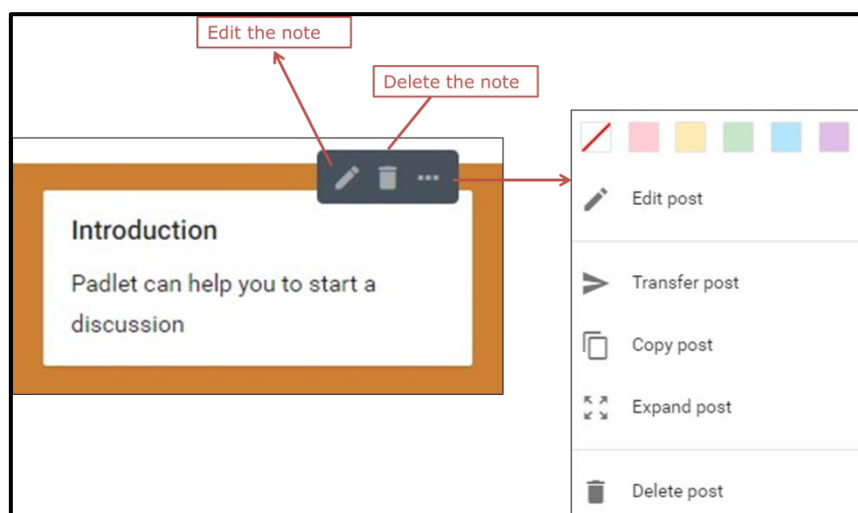 Edit the note
Delete the note
Introduction
Padlet can help you to start a
discussion
Edit post
Transfer post
Copy post
Expand post
Delete post